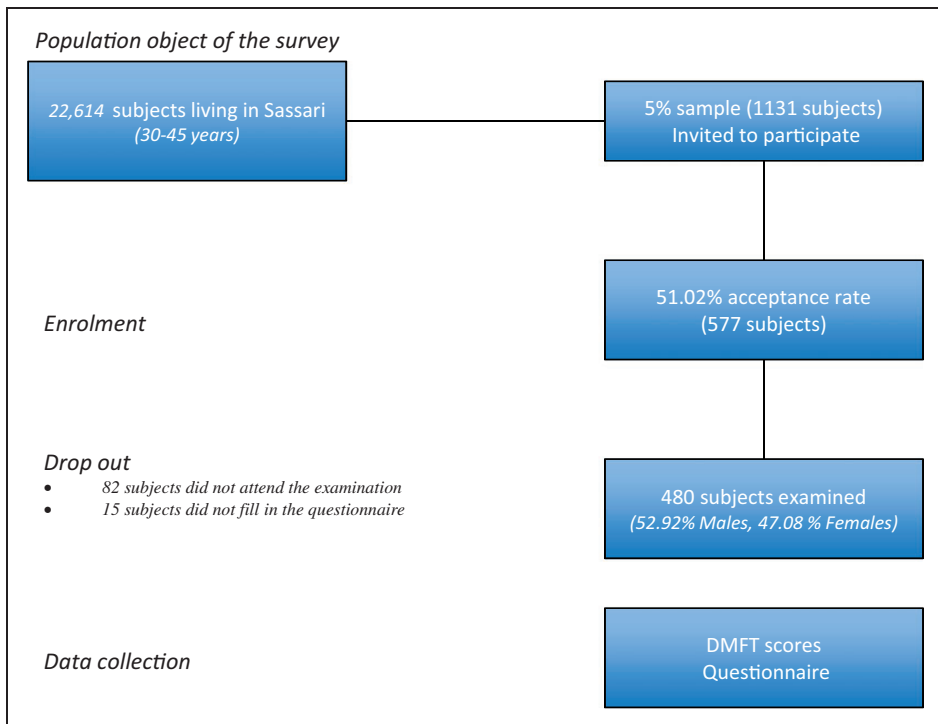 Population object of the survey
22,614 subjects living in Sassari
(30-45 years)
5% sample (1131 subjects)
Invited to participate
Enrolment
51.02% acceptance rate
(577 subjects)
Drop out
• 82 subjects did not attend the examination
• 15 subjects did not fill in the questionnaire
480 subjects examined
(52.92% Males, 47.08 % Females)
Data collection
DMFT scores
Questionnaire